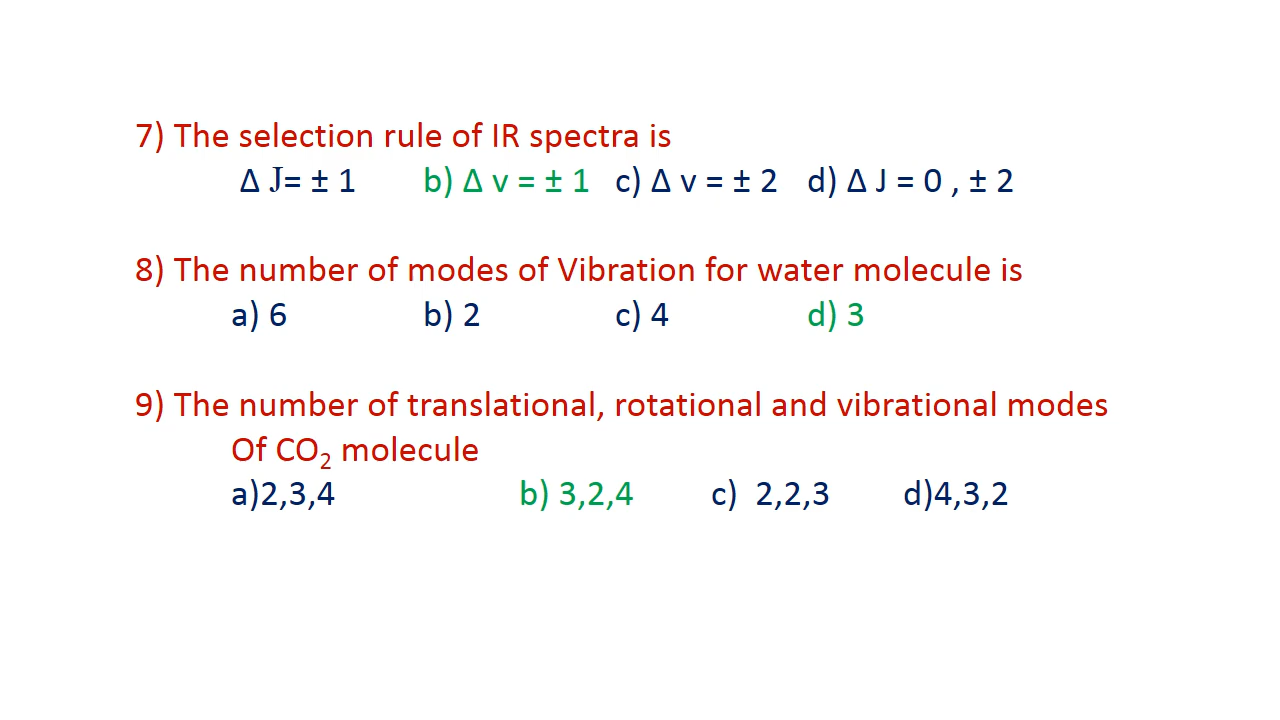 7) The selection rule of IR spectra is
Δ J= ± 1 b) Δ v = ± 1 c) Δ v = ± 2 d) Δ J = 0 , ± 2
8) The number of modes of Vibration for water molecule is
a) 6 b) 2 c) 4 d) 3
9) The number of translational, rotational and vibrational modes
Of CO₂ molecule
a)2,3,4 b) 3,2,4 c) 2,2,3 d)4,3,2